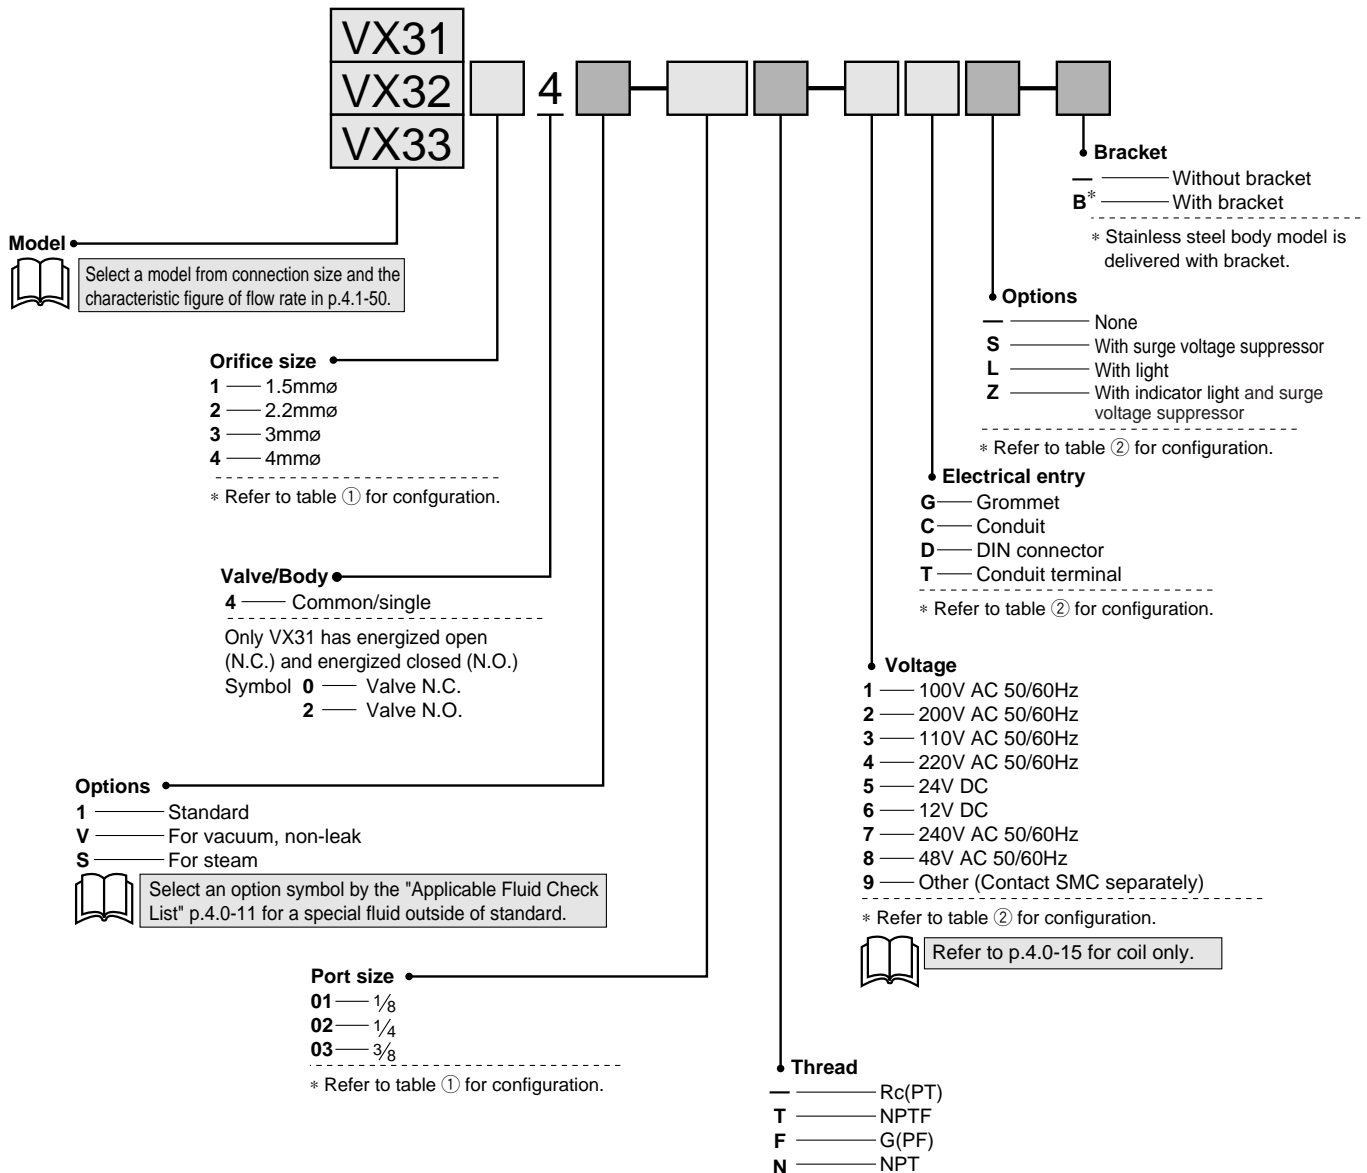 VX31
VX32
VX33
4
Bracket
— Without bracket
B* With bracket
* Stainless steel body model is
delivered with bracket.
Model
Select a model from connection size and the
characteristic figure of flow rate in p.4.1-50.
Options
— None
S With surge voltage suppressor
L With light
Z With indicator light and surge
voltage suppressor
* Refer to table ② for configuration.
Orifice size
1 — 1.5mmø
2 — 2.2mmø
3 — 3mmø
4 — 4mmø
* Refer to table ① for confguration.
Electrical entry
G — Grommet
C — Conduit
D — DIN connector
T — Conduit terminal
* Refer to table ② for configuration.
Valve/Body
4 — Common/single
Only VX31 has energized open
(N.C.) and energized closed (N.O.)
Symbol 0 — Valve N.C.
2 — Valve N.O.
Voltage
1 — 100V AC 50/60Hz
2 — 200V AC 50/60Hz
3 — 110V AC 50/60Hz
4 — 220V AC 50/60Hz
5 — 24V DC
6 — 12V DC
7 — 240V AC 50/60Hz
8 — 48V AC 50/60Hz
9 — Other (Contact SMC separately)
* Refer to table ② for configuration.
Refer to p.4.0-15 for coil only.
Options
1 — Standard
V — For vacuum, non-leak
S — For steam
Select an option symbol by the "Applicable Fluid Check
List" p.4.0-11 for a special fluid outside of standard.
Port size
01 — 1/8
02 — 1/4
03 — 3/8
* Refer to table ① for configuration.
Thread
— Rc(PT)
T — NPTF
F — G(PF)
N — NPT